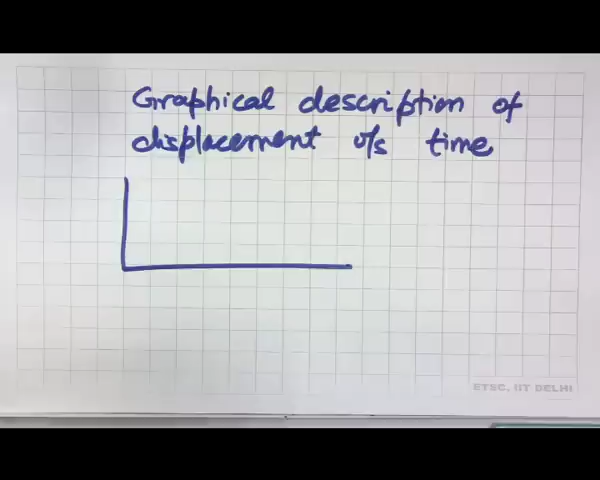 Graphical description of
displacement v/s time
ETSC, IIT DELHI